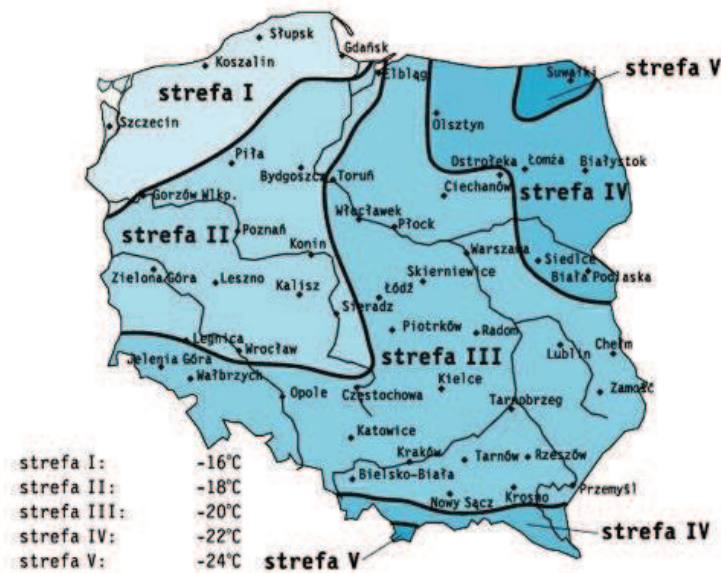 Słupsk
Gdańsk
Koszalin
Elbląg
Suwałki
strefa V
strefa I
Szczecin
Olsztyn
Piła
Ostrołęka
Łomża
Białystok
Bydgoszcz
Toruń
Ciechanów
Gorzów Wlkp.
strefa IV
Włocławek
Płock
strefa II
Poznań
Konin
Warszawa
Siedlce
Biała Podlaska
Zielona Góra
Leszno
Kalisz
Skierniewice
Łódź
Sieradz
Piotrków
Radom
Legnica
Wrocław
strefa III
Lublin
Chełm
Jelenia Góra
Wałbrzych
Opole
Częstochowa
Kielce
Zamość
Tarnobrzeg
Katowice
Kraków
Tarnów
Rzeszów
Bielsko-Biała
Przemyśl
Nowy Sącz
Krosno
strefa IV
strefa V
strefa I: -16°C
strefa II: -18°C
strefa III: -20°C
strefa IV: -22°C
strefa V: -24°C